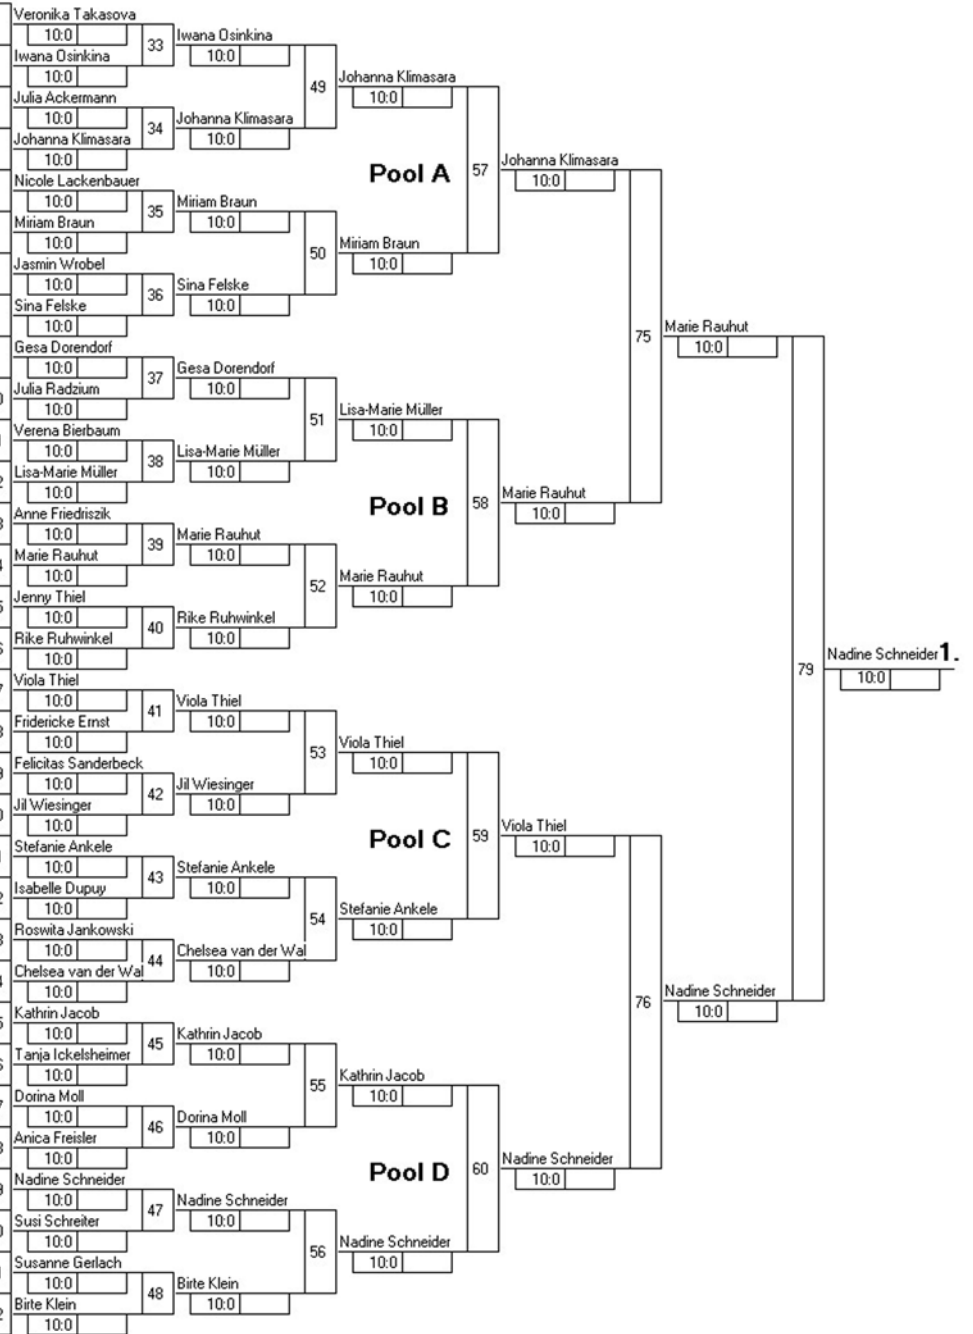 Veronika Takasova
10:0
33
Iwana Osinkina
10:0
Iwana Osinkina
10:0
49
Johanna Klimasara
10:0
Julia Ackermann
10:0
34
Johanna Klimasara
10:0
Johanna Klimasara
10:0
Pool A
57
Johanna Klimasara
10:0
Nicole Lackenbauer
10:0
35
Miriam Braun
10:0
Miriam Braun
10:0
50
Miriam Braun
10:0
Jasmin Wrobel
10:0
36
Sina Felske
10:0
Sina Felske
10:0
75
Marie Rauhut
10:0
Gesa Dorendorf
10:0
37
Gesa Dorendorf
10:0
Julia Radzium
10:0
51
Lisa-Marie Müller
10:0
Verena Bierbaum
10:0
38
Lisa-Marie Müller
10:0
Lisa-Marie Müller
10:0
Pool B
58
Marie Rauhut
10:0
Anne Friedriszik
10:0
39
Marie Rauhut
10:0
Marie Rauhut
10:0
52
Marie Rauhut
10:0
Jenny Thiel
10:0
40
Rike Ruhwinkel
10:0
Rike Ruhwinkel
10:0
79
Nadine Schneider 1.
10:0
Viola Thiel
10:0
41
Viola Thiel
10:0
Fridericke Ernst
10:0
53
Viola Thiel
10:0
Felicitas Sanderbeck
10:0
42
Jil Wiesinger
10:0
Jil Wiesinger
10:0
Pool C
59
Viola Thiel
10:0
Stefanie Ankele
10:0
43
Stefanie Ankele
10:0
Isabelle Dupuy
10:0
54
Stefanie Ankele
10:0
Roswita Jankowski
10:0
44
Chelsea van der Wal
10:0
Chelsea van der Wal
10:0
76
Nadine Schneider
10:0
Kathrin Jacob
10:0
45
Kathrin Jacob
10:0
Tanja Ickelsheimer
10:0
55
Kathrin Jacob
10:0
Dorina Moll
10:0
46
Dorina Moll
10:0
Anica Freisler
10:0
Pool D
60
Nadine Schneider
10:0
Nadine Schneider
10:0
47
Nadine Schneider
10:0
Susi Schreiter
10:0
56
Nadine Schneider
10:0
Susanne Gerlach
10:0
48
Birte Klein
10:0
Birte Klein
10:0